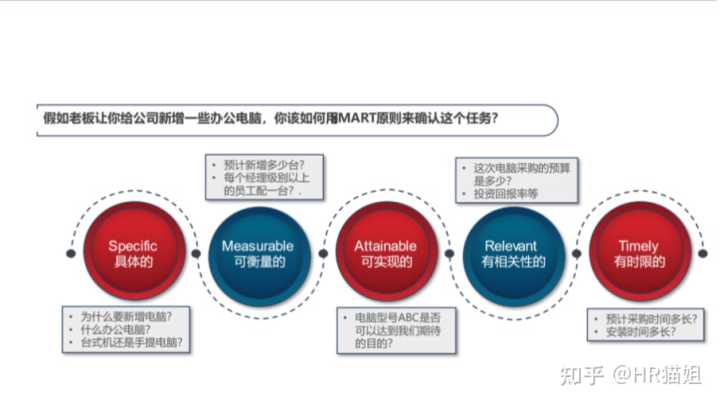 假如老板让你给公司新增一些办公电脑，你该如何用MART原则来确认这个任务？
• 预计新增多少台？
• 每个经理级别以上
的员工配一台？.
• 这次电脑采购的预算
是多少？
• 投资回报率等
Specific
具体的
Measurable
可衡量的
Attainable
可实现的
Relevant
有相关性的
Timely
有时限的
• 为什么要新增电脑？
• 什么办公电脑？
• 台式机还是手提电脑？
• 电脑型号ABC是否
可以达到我们期待
的目的？
• 预计采购时间多长？
• 安装时间多长？
知乎 @HR猫姐